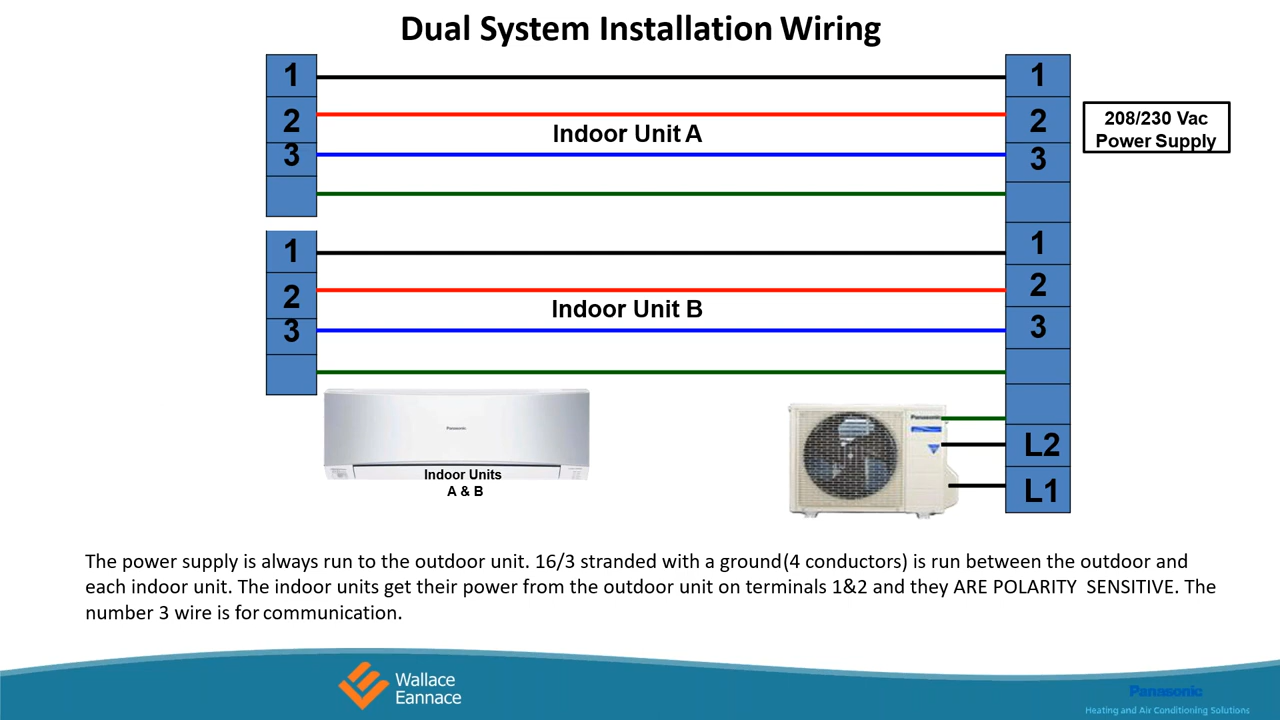 Dual System Installation Wiring
1
1
2
2
208/230 Vac
Power Supply
Indoor Unit A
3
3
1
1
2
2
Indoor Unit B
3
3
Panasonic
Panasonic
L2
Indoor Units
A & B
L1
The power supply is always run to the outdoor unit. 16/3 stranded with a ground(4 conductors) is run between the outdoor and
each indoor unit. The indoor units get their power from the outdoor unit on terminals 1&2 and they ARE POLARITY SENSITIVE. The
number 3 wire is for communication.
Wallace
Eannace
Panasonic
Heating and Air Conditioning Solutions